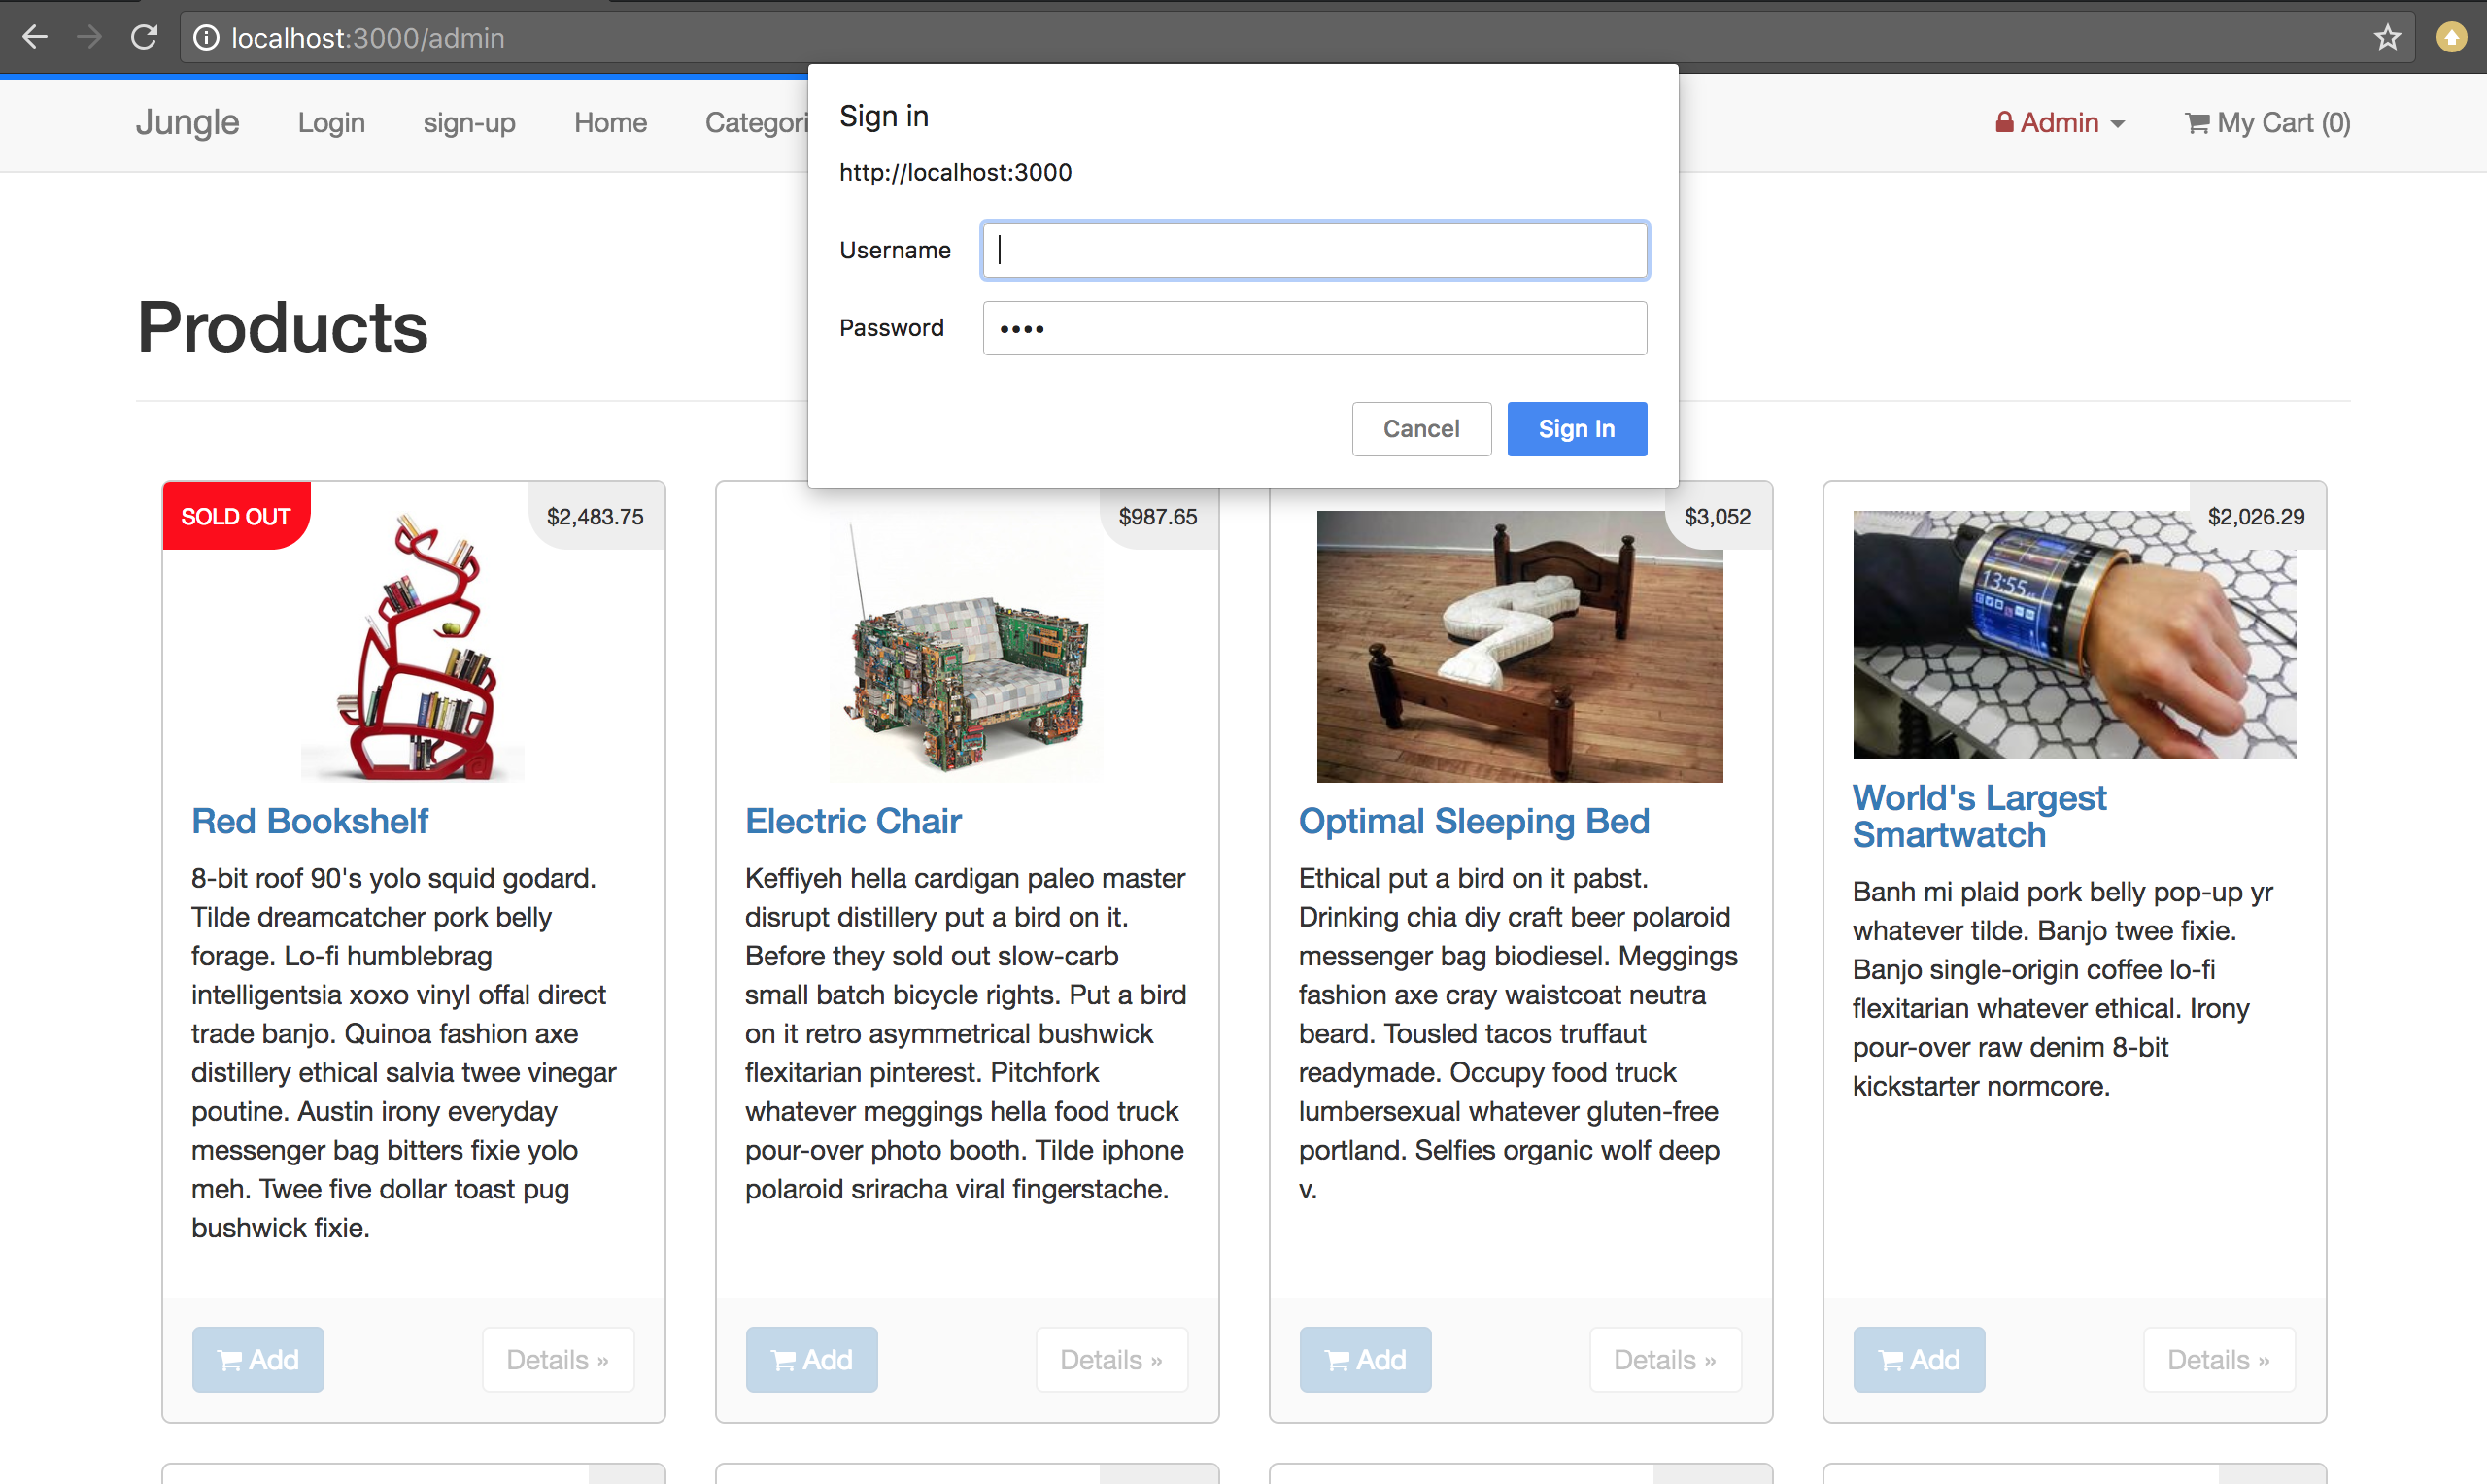 localhost:3000/admin
Jungle Login sign-up Home Categori
Admin My Cart (0)
Sign in
http://localhost:3000
Username
Password ••••
Cancel Sign In
Products
SOLD OUT
$2,483.75
Red Bookshelf
8-bit roof 90's yolo squid godard.
Tilde dreamcatcher pork belly
forage. Lo-fi humblebrag
intelligentsia xoxo vinyl offal direct
trade banjo. Quinoa fashion axe
distillery ethical salvia twee vinegar
poutine. Austin irony everyday
messenger bag bitters fixie yolo
meh. Twee five dollar toast pug
bushwick fixie.
Add Details »
$987.65
Electric Chair
Keffiyeh hella cardigan paleo master
disrupt distillery put a bird on it.
Before they sold out slow-carb
small batch bicycle rights. Put a bird
on it retro asymmetrical bushwick
flexitarian pinterest. Pitchfork
whatever meggings hella food truck
pour-over photo booth. Tilde iphone
polaroid sriracha viral fingerstache.
Add Details »
$3,052
Optimal Sleeping Bed
Ethical put a bird on it pabst.
Drinking chia diy craft beer polaroid
messenger bag biodiesel. Meggings
fashion axe cray waistcoat neutra
beard. Tousled tacos truffaut
readymade. Occupy food truck
lumbersexual whatever gluten-free
portland. Selfies organic wolf deep
v.
Add Details »
$2,026.29
13:55
World's Largest
Smartwatch
Banh mi plaid pork belly pop-up yr
whatever tilde. Banjo twee fixie.
Banjo single-origin coffee lo-fi
flexitarian whatever ethical. Irony
pour-over raw denim 8-bit
kickstarter normcore.
Add Details »